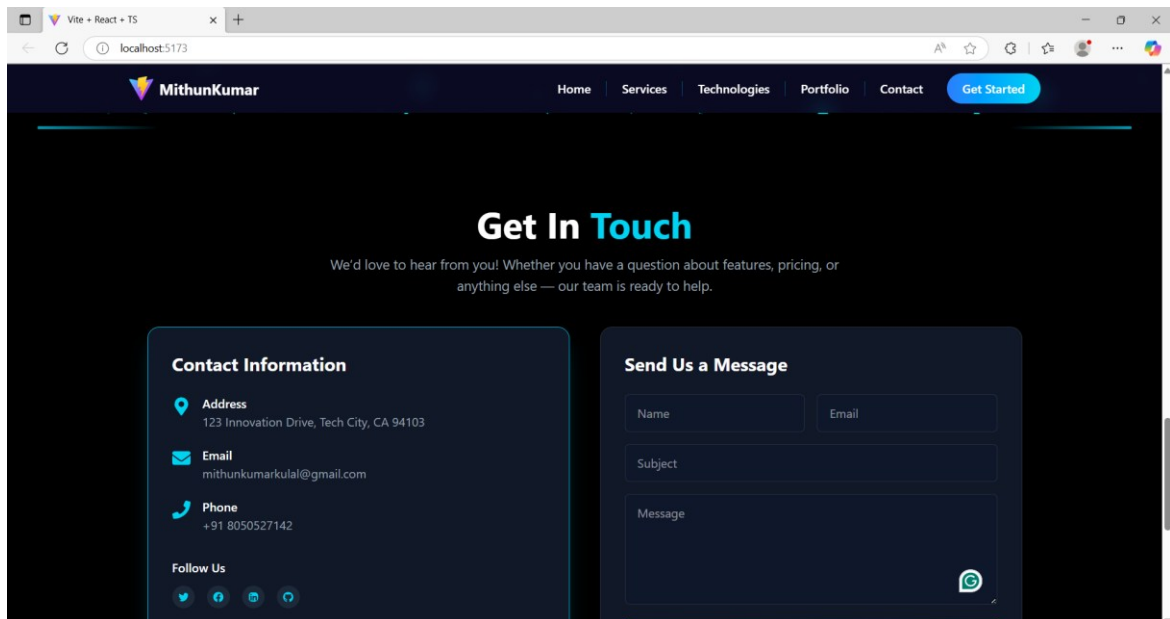 Vite + React + TS
localhost:5173
MithunKumar
Home
Services
Technologies
Portfolio
Contact
Get Started
Get In Touch
We'd love to hear from you! Whether you have a question about features, pricing, or
anything else — our team is ready to help.
Contact Information
Address
123 Innovation Drive, Tech City, CA 94103
Email
mithunkumarkulal@gmail.com
Phone
+91 8050527142
Follow Us
Send Us a Message
Name
Email
Subject
Message